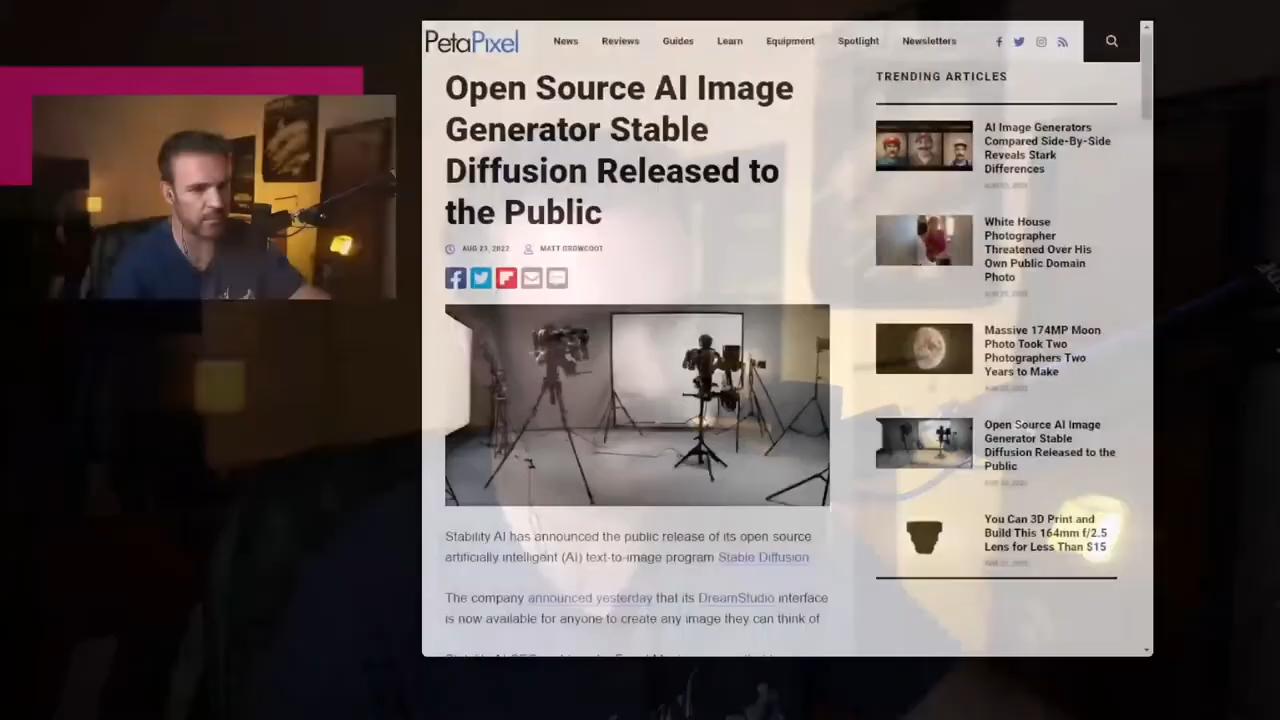 PetaPixel
News Reviews Guides Learn Equipment Spotlight Newsletters
Open Source AI Image
Generator Stable
Diffusion Released to
the Public
AUG 23, 2022 MATT GROWCOOT
Stability AI has announced the public release of its open source
artificially intelligent (AI) text-to-image program Stable Diffusion
The company announced yesterday that its DreamStudio interface
is now available for anyone to create any image they can think of
TRENDING ARTICLES
AI Image Generators
Compared Side-By-Side
Reveals Stark
Differences
White House
Photographer
Threatened Over His
Own Public Domain
Photo
Massive 174MP Moon
Photo Took Two
Photographers Two
Years to Make
Open Source AI Image
Generator Stable
Diffusion Released to the
Public
You Can 3D Print and
Build This 164mm f/2.5
Lens for Less Than $15